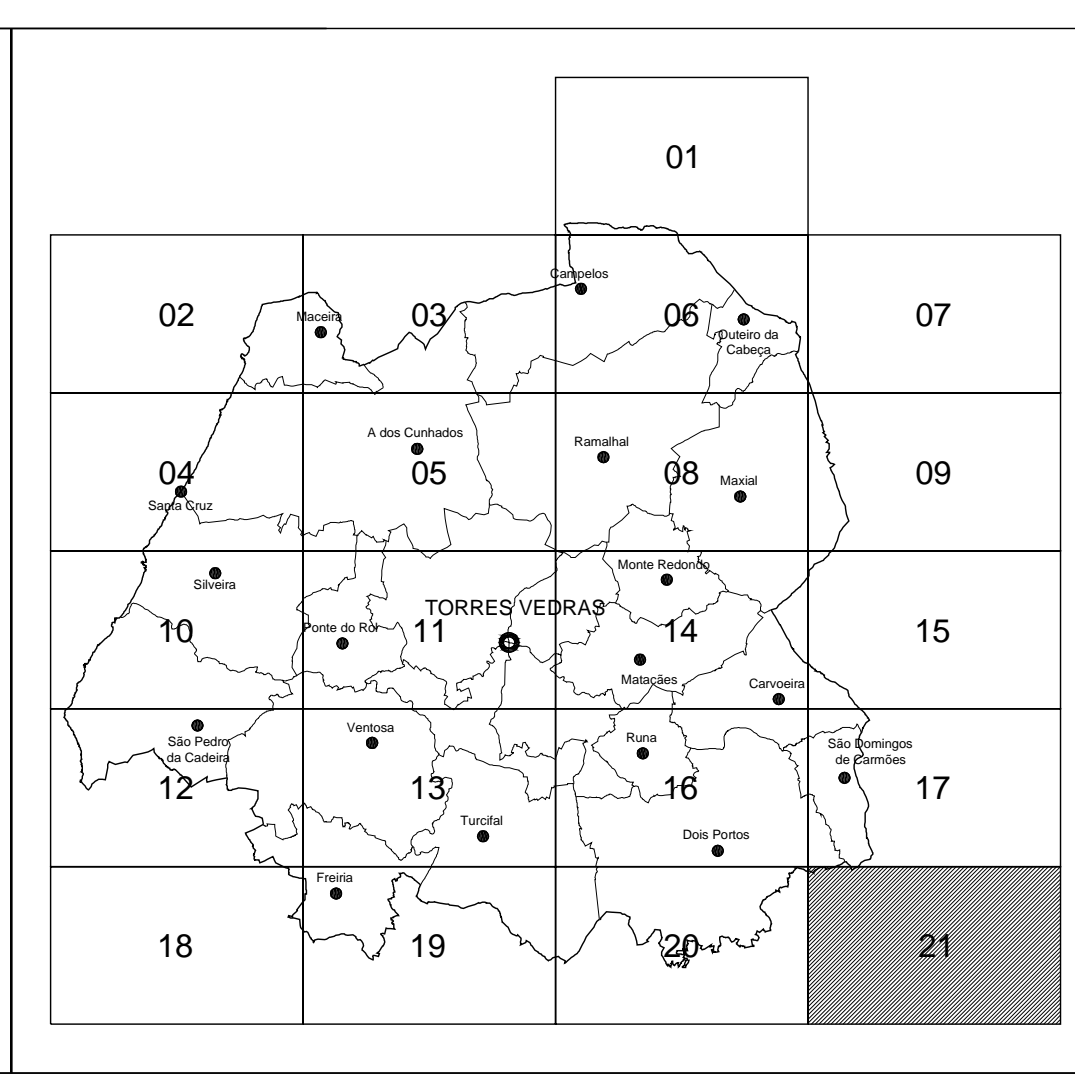 01
Campelos
02
Maceira
03
06
Outeiro da
Cabeça
07
A dos Cunhados
Ramalhal
04
Santa Cruz
05
08
Maxial
09
Silveira
Monte Redondo
TORRES VEDRAS
10
Ponte do Rol
11
14
15
Matacães
Carvoeira
São Pedro
da Cadeira
Ventosa
Runa
São Domingos
de Carmões
12
13
16
17
Turcifal
Dois Portos
Freiria
18
19
20
21